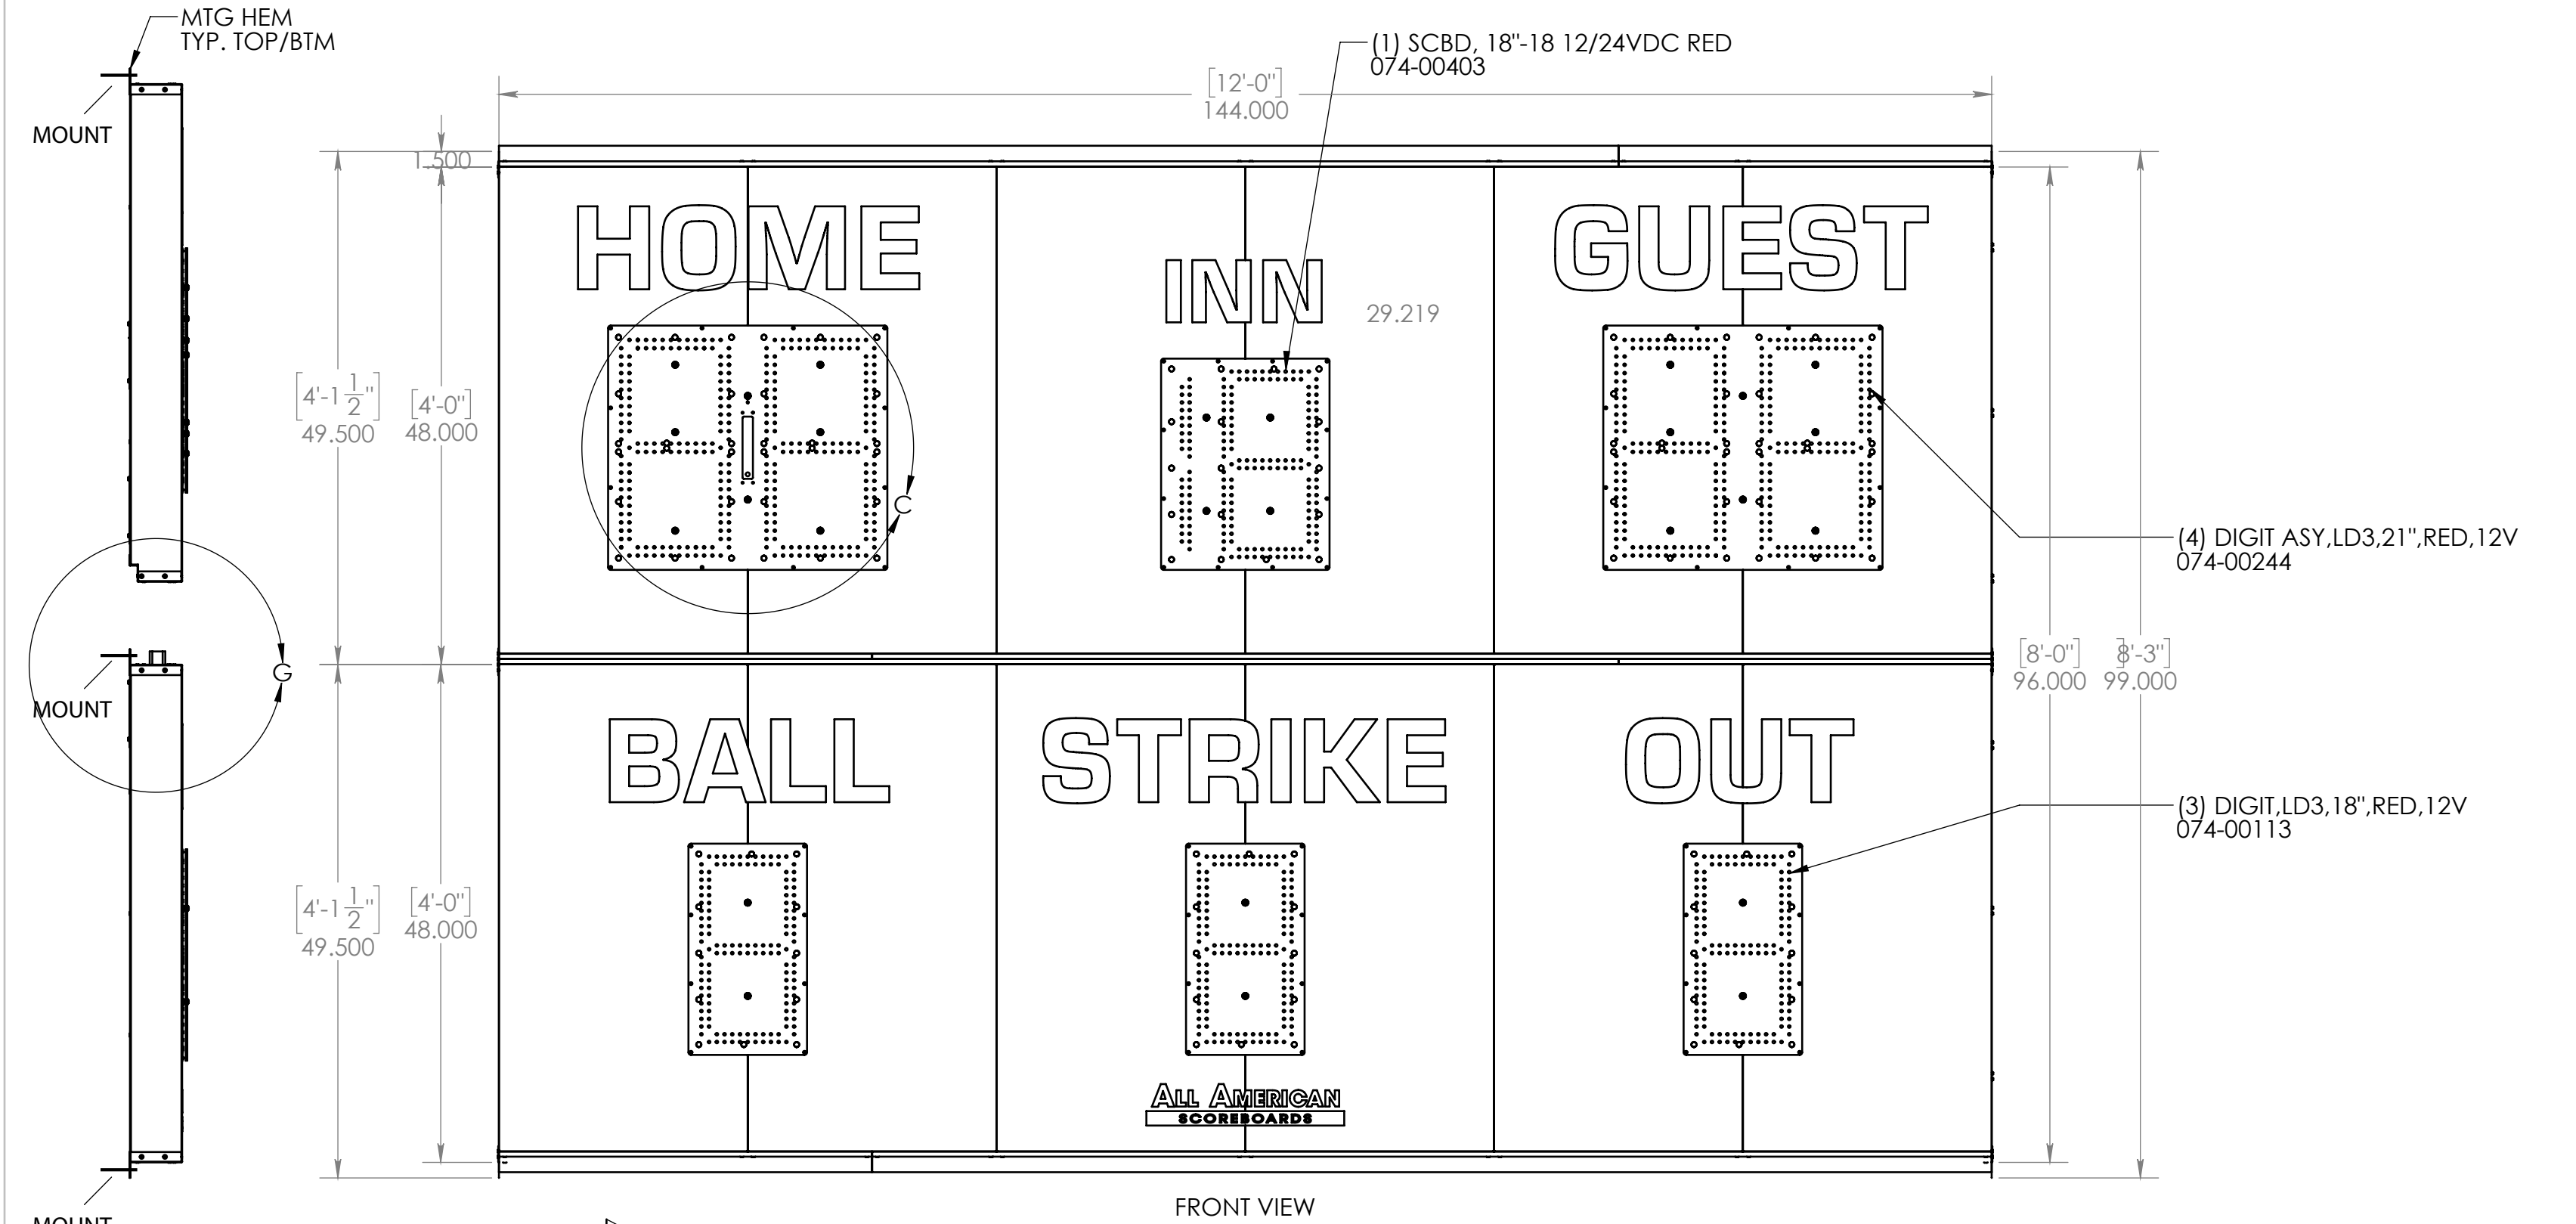 MTG HEM
TYP. TOP/BTM
MOUNT
(1) SCBD, 18"-18 12/24VDC RED
074-00403
[12'-0"]
144.000
1.500
HOME
INN
GUEST
29.219
[4'-1 1/2"]
49.500
[4'-0"]
48.000
C
(4) DIGIT ASY,LD3,21",RED,12V
074-00244
G
MOUNT
[8'-0"]
96.000
[8'-3"]
99.000
BALL
STRIKE
OUT
(3) DIGIT,LD3,18",RED,12V
074-00113
[4'-1 1/2"]
49.500
[4'-0"]
48.000
ALL AMERICAN
SCOREBOARDS
FRONT VIEW
MOUNT